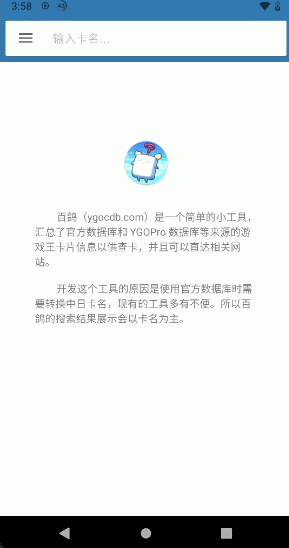 3:58
输入卡名...
百鸽（ygocdb.com）是一个简单的小工具，
汇总了官方数据库和 YGOPro 数据库等来源的游
戏王卡片信息以供查卡，并且可以直达相关网
站。
开发这个工具的原因是使用官方数据库时需
要转换中日卡名，现有的工具多有不便。所以百
鸽的搜索结果展示会以卡名为主。